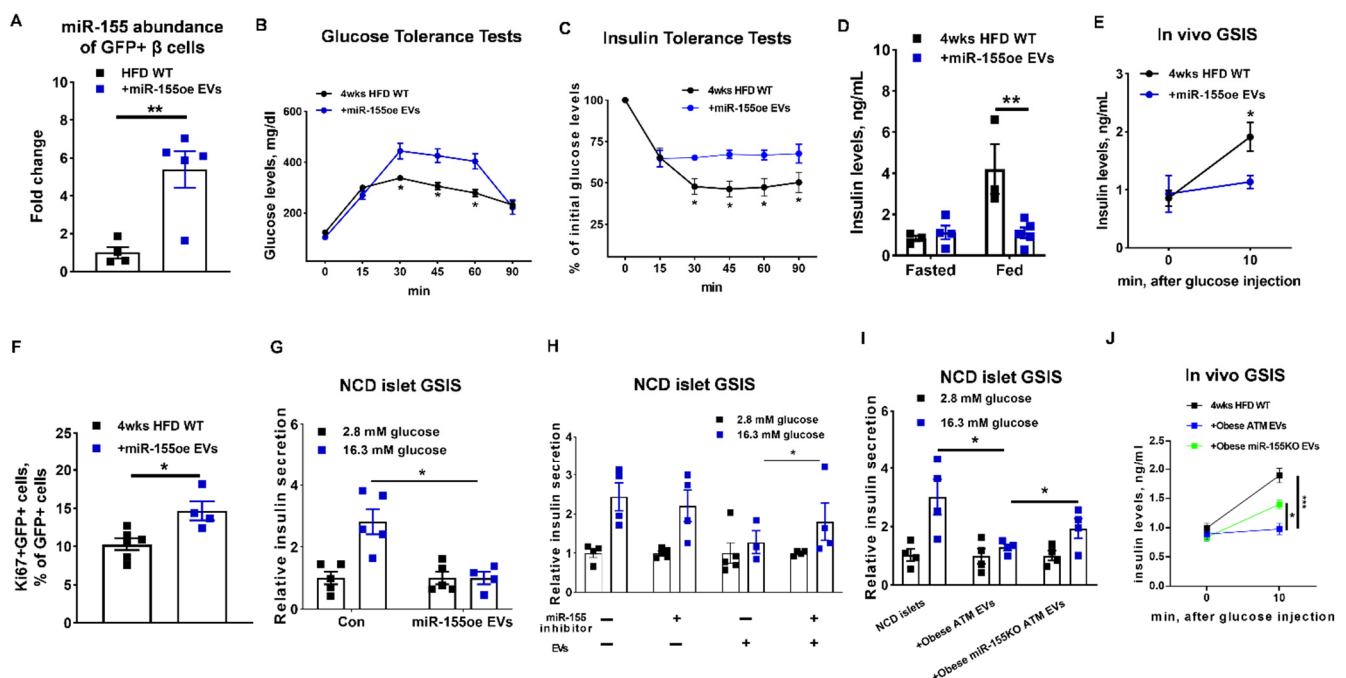 A
miR-155 abundance
of GFP+ β cells
HFD WT
+miR-155oe EVs
**
Fold change
10
8
6
4
2
0
B
Glucose Tolerance Tests
4wks HFD WT
+miR-155oe EVs
Glucose levels, mg/dl
600
400
200
* * *
0 15 30 45 60 90
min
C
Insulin Tolerance Tests
4wks HFD WT
+miR-155oe EVs
% of initial glucose levels
100
75
50
25
* * * *
0 15 30 45 60 90
min
D
4wks HFD WT
+miR-155oe EVs
**
Insulin levels, ng/mL
10
8
6
4
2
0
Fasted Fed
E
In vivo GSIS
4wks HFD WT
+miR-155oe EVs
*
Insulin levels, ng/mL
3
2
1
0
0 10
min, after glucose injection
F
4wks HFD WT
+miR-155oe EVs
*
Ki67+GFP+ cells,
% of GFP+ cells
25
20
15
10
5
0
G
NCD islet GSIS
2.8 mM glucose
16.3 mM glucose
*
Relative insulin secretion
6
4
2
0
Con miR-155oe EVs
H
NCD islet GSIS
2.8 mM glucose
16.3 mM glucose
*
Relative insulin secretion
4
3
2
1
0
miR-155
inhibitor
— + — +
EVs
— — + +
I
NCD islet GSIS
2.8 mM glucose
16.3 mM glucose
*
*
Relative insulin secretion
6
4
2
0
NCD islets
+Obese ATM EVs
+Obese miR-155KO ATM EVs
J
In vivo GSIS
4wks HFD WT
+Obese ATM EVs
+Obese miR-155KO EVs
insulin levels, ng/ml
2.5
2.0
1.5
1.0
0.5
0.0
*
***
0 10
min, after glucose injection